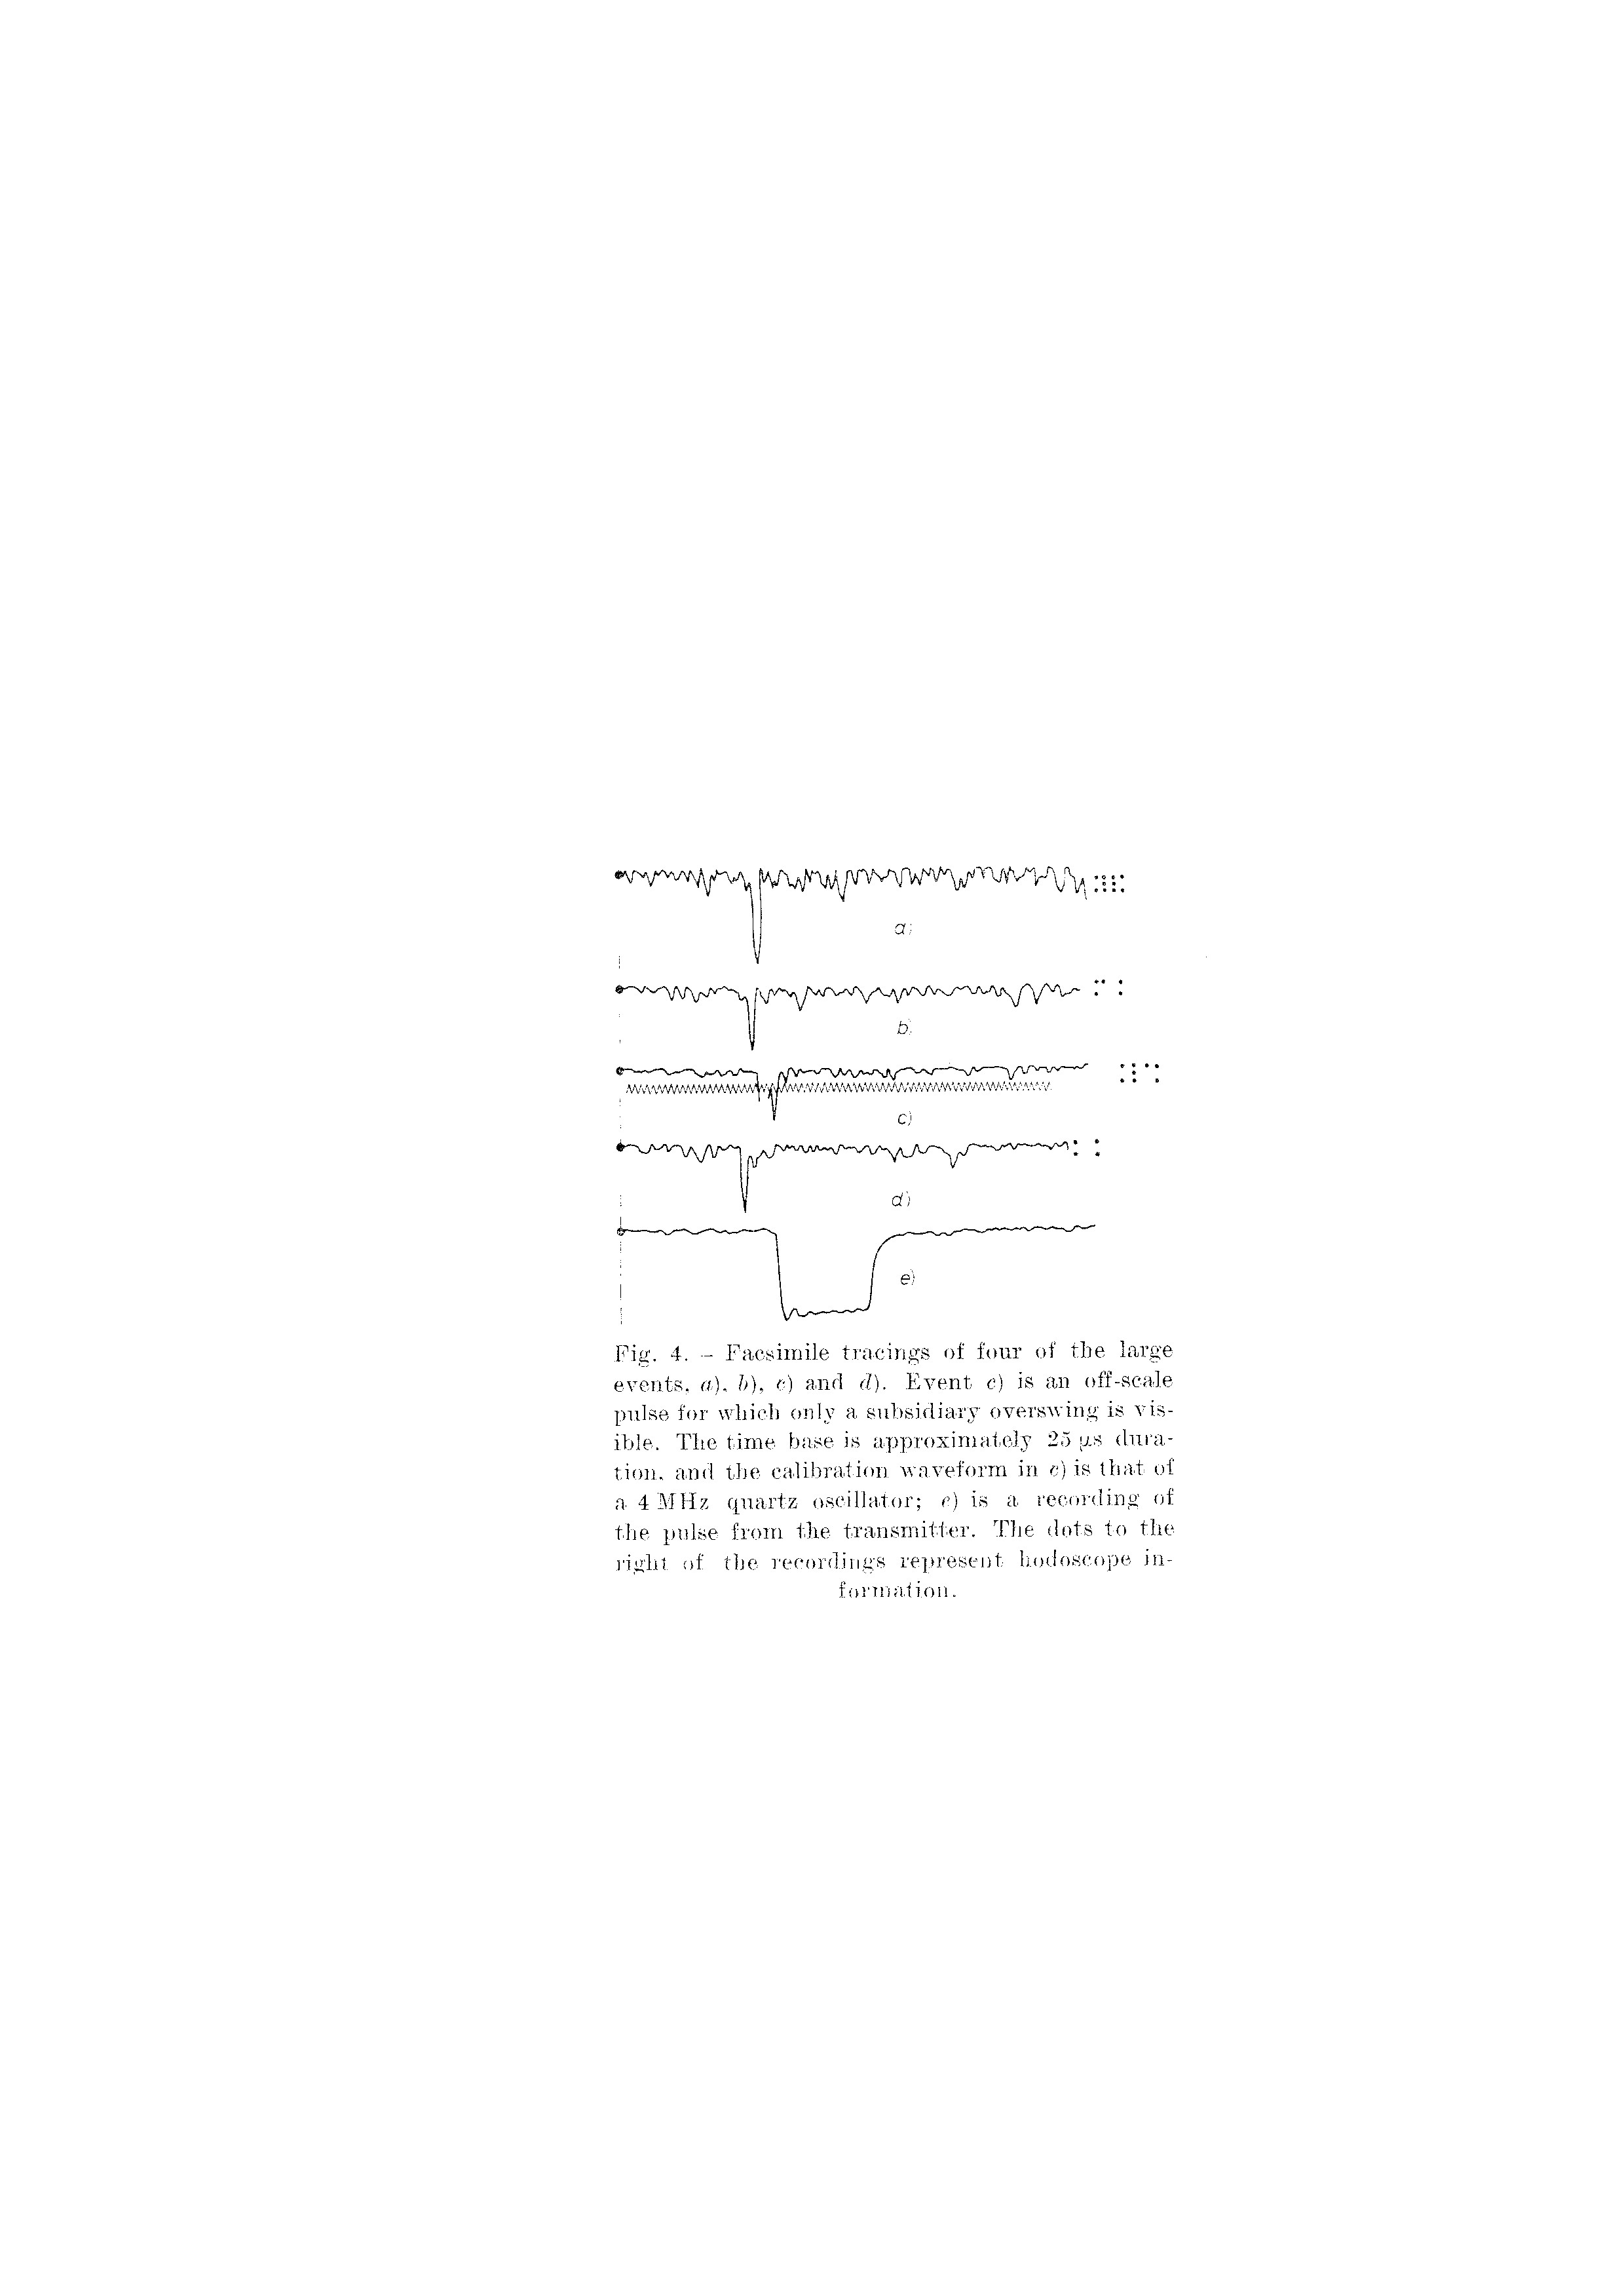 a)
b)
c)
d)
e)
Fig. 4. – Facsimile tracings of four of the large
events, a), b), c) and d). Event c) is an off-scale
pulse for which only a subsidiary overswing is vis-
ible. The time base is approximately 25 μs dura-
tion, and the calibration waveform in c) is that of
a 4 MHz quartz oscillator; e) is a recording of
the pulse from the transmitter. The dots to the
right of the recordings represent hodoscope in-
formation.